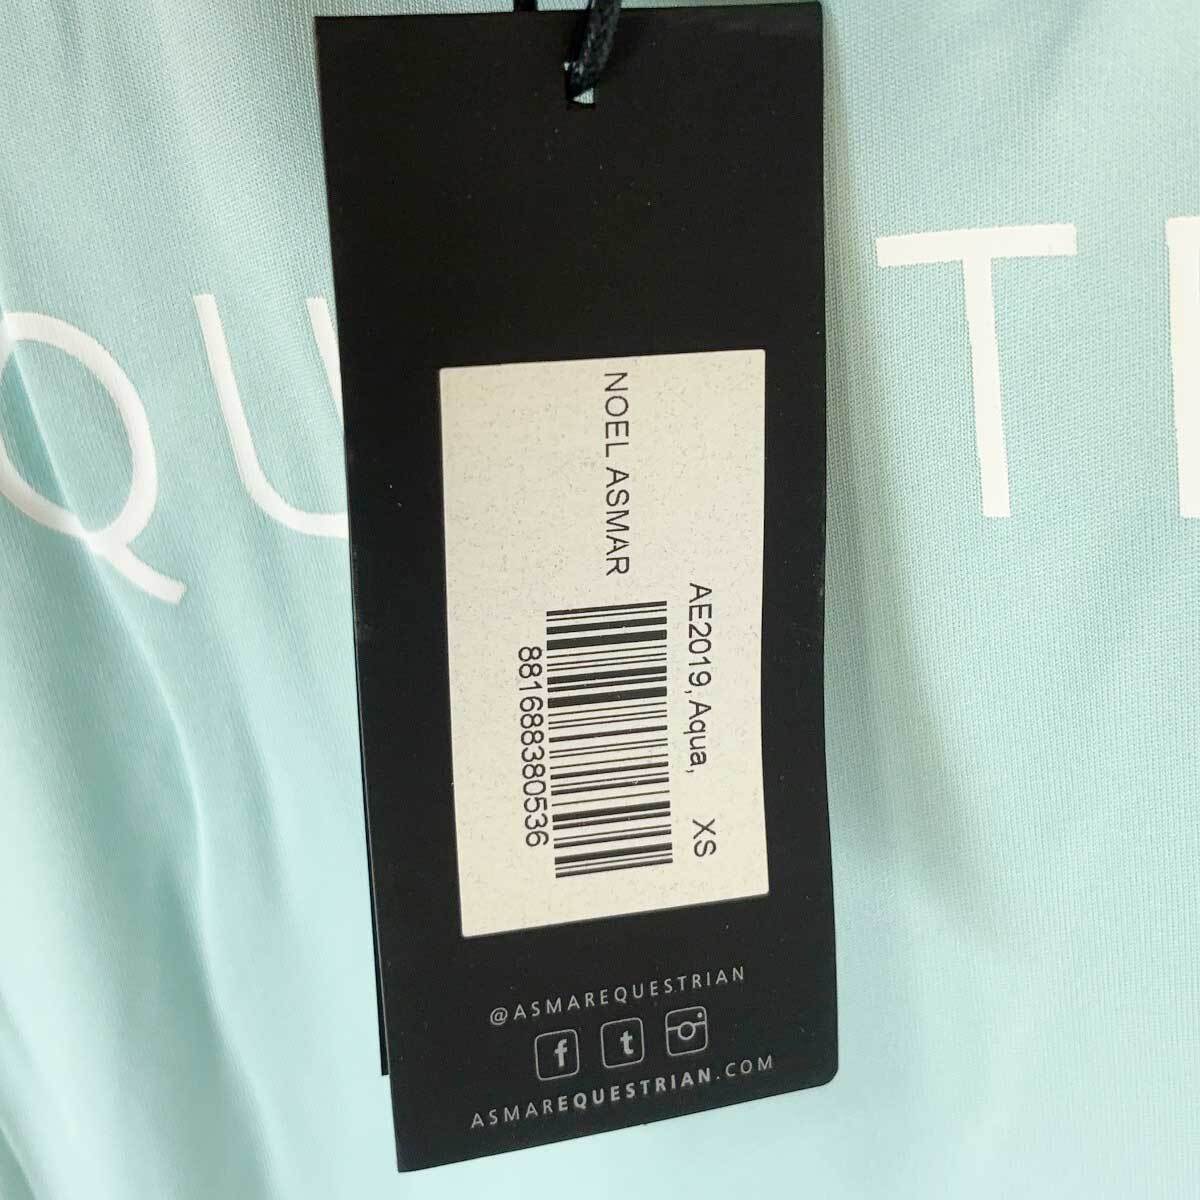 QU
T
NOEL ASMAR
AE2019,Aqua, XS
881688380536
@ASMAREQUESTRIAN
f t
ASMAREQUESTRIAN.COM